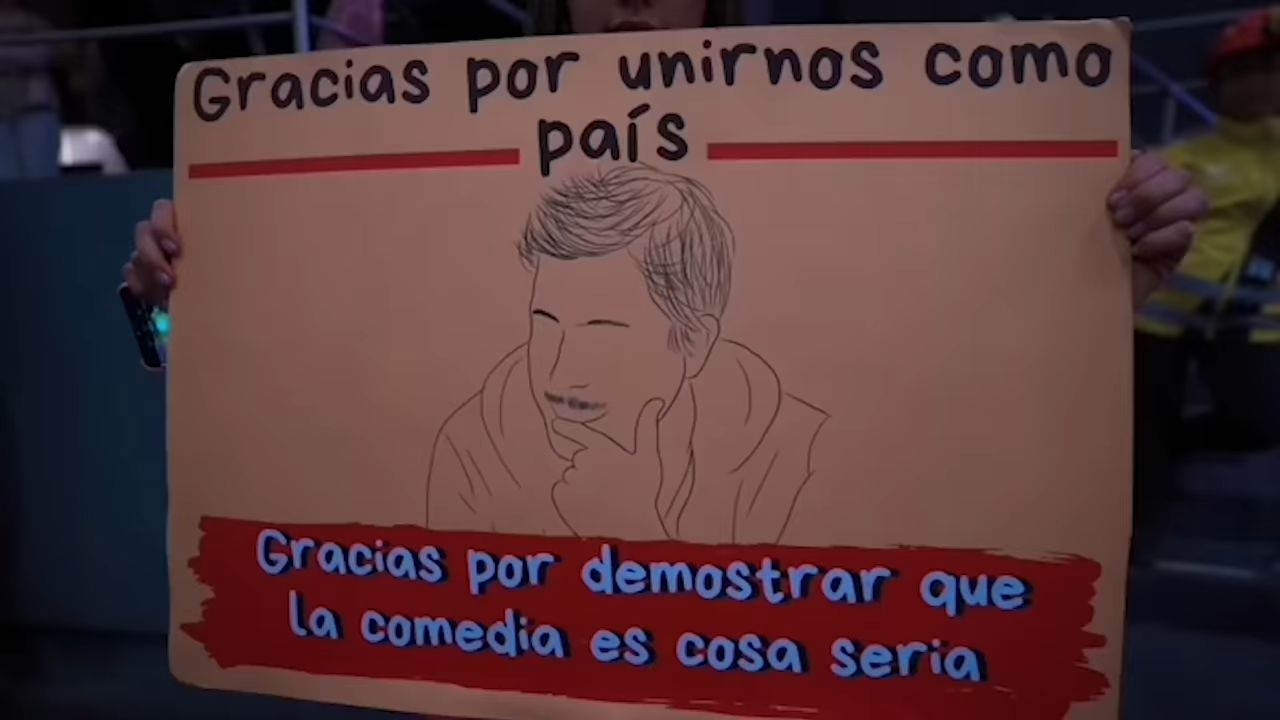 Gracias por unirnos como
país
Gracias por demostrar que
la comedia es cosa seria